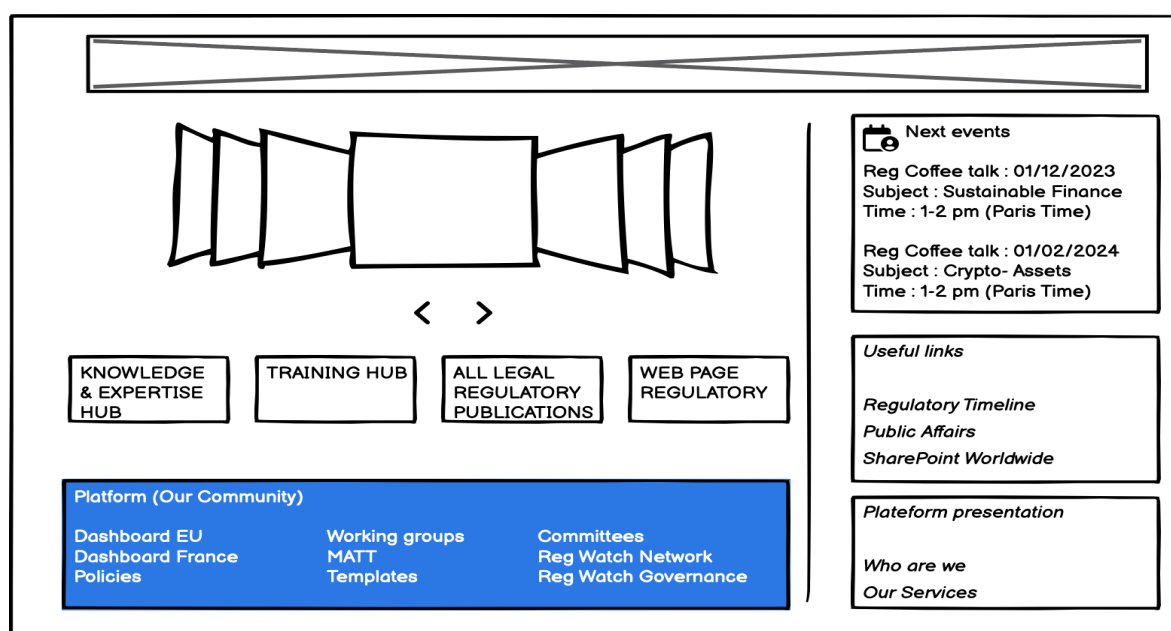 Next events
Reg Coffee talk : 01/12/2023
Subject : Sustainable Finance
Time : 1-2 pm (Paris Time)
Reg Coffee talk : 01/02/2024
Subject : Crypto- Assets
Time : 1-2 pm (Paris Time)
KNOWLEDGE
& EXPERTISE
HUB
TRAINING HUB
ALL LEGAL
REGULATORY
PUBLICATIONS
WEB PAGE
REGULATORY
Useful links
Regulatory Timeline
Public Affairs
SharePoint Worldwide
Platform (Our Community)
Dashboard EU
Dashboard France
Policies
Working groups
MATT
Templates
Committees
Reg Watch Network
Reg Watch Governance
Plateform presentation
Who are we
Our Services